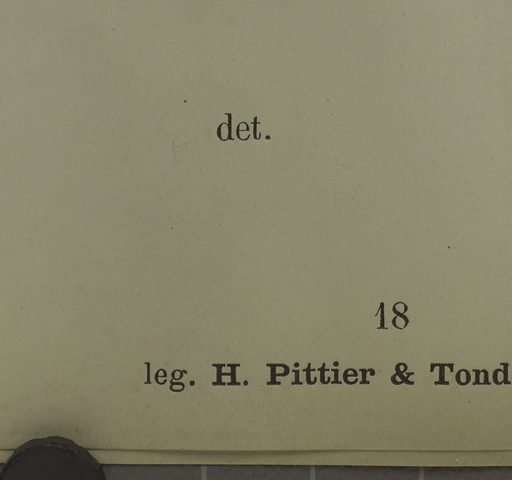 det.
18
leg. H. Pittier & Tond